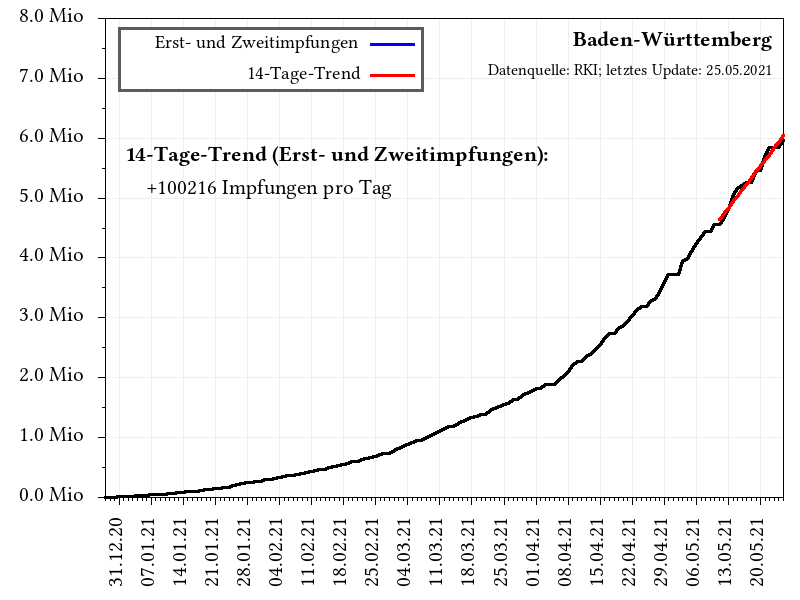 8.0 Mio
7.0 Mio
6.0 Mio
5.0 Mio
4.0 Mio
3.0 Mio
2.0 Mio
1.0 Mio
0.0 Mio
Erst- und Zweitimpfungen
14-Tage-Trend
Baden-Württemberg
Datenquelle: RKI; letztes Update: 25.05.2021
14-Tage-Trend (Erst- und Zweitimpfungen):
+100216 Impfungen pro Tag
31.12.20
07.01.21
14.01.21
21.01.21
28.01.21
04.02.21
11.02.21
18.02.21
25.02.21
04.03.21
11.03.21
18.03.21
25.03.21
01.04.21
08.04.21
15.04.21
22.04.21
29.04.21
06.05.21
13.05.21
20.05.21